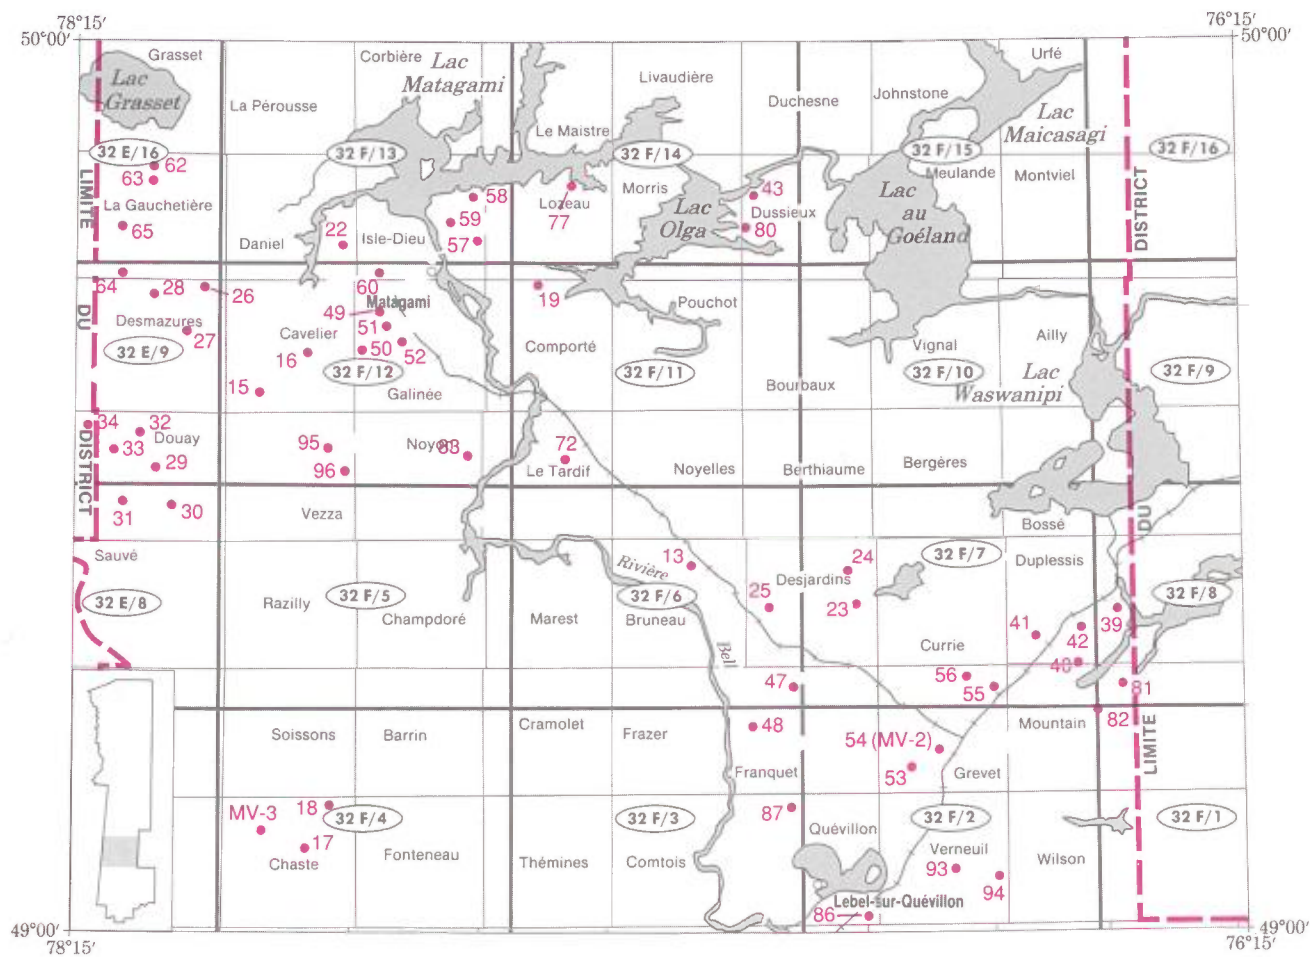 78°15′
76°15′
50°00′
50°00′
Grasset
Corbière
Lac
Matagami
Livaudière
Urfé
Lac
Grasset
La Pérousse
Duchesne
Johnstone
Lac
Maicasagi
Le Maistre
32 E/16
32 F/13
32 F/14
32 F/15
32 F/16
62
63
Meulande
Montviel
LIMITE
La Gauchetière
58
Lozeau
77
Morris
43
Lac
au
Goéland
DISTRICT
65
59
Lac
Olga
Dussieux
80
Daniel
22
Isle-Dieu
57
64
28
26
60
19
Pouchot
DU
Desmazures
27
49
Matagami
51
Cavelier
16
50
52
Comporté
Vignal
Ailly
32 E/9
32 F/12
32 F/11
32 F/10
32 F/9
Lac
Waswanipi
15
Galinée
Bourbaux
34
32
Douay
33
29
DISTRICT
95
96
Noyon
83
72
Le Tardif
Noyelles
Berthiaume
Bergères
31
30
Vezza
Bossé
DU
Sauvé
13
Rivière
Desjardins
24
32 F/7
Duplessis
32 E/8
Razilly
32 F/5
Champdoré
Marest
32 F/6
Bruneau
25
23
32 F/8
41
42
39
Bell
Currie
40
47
56
55
81
48
Soissons
Barrin
Cramolet
Frazer
54 (MV-2)
Mountain
82
LIMITE
Franquet
53
Grevet
MV-3
18
32 F/4
32 F/3
87
Quévillon
32 F/2
32 F/1
17
Chaste
Fonteneau
Thémines
Comtois
Verneuil
93
94
Wilson
Lebel-sur-Quévillon
86
49°00′
49°00′
78°15′
76°15′